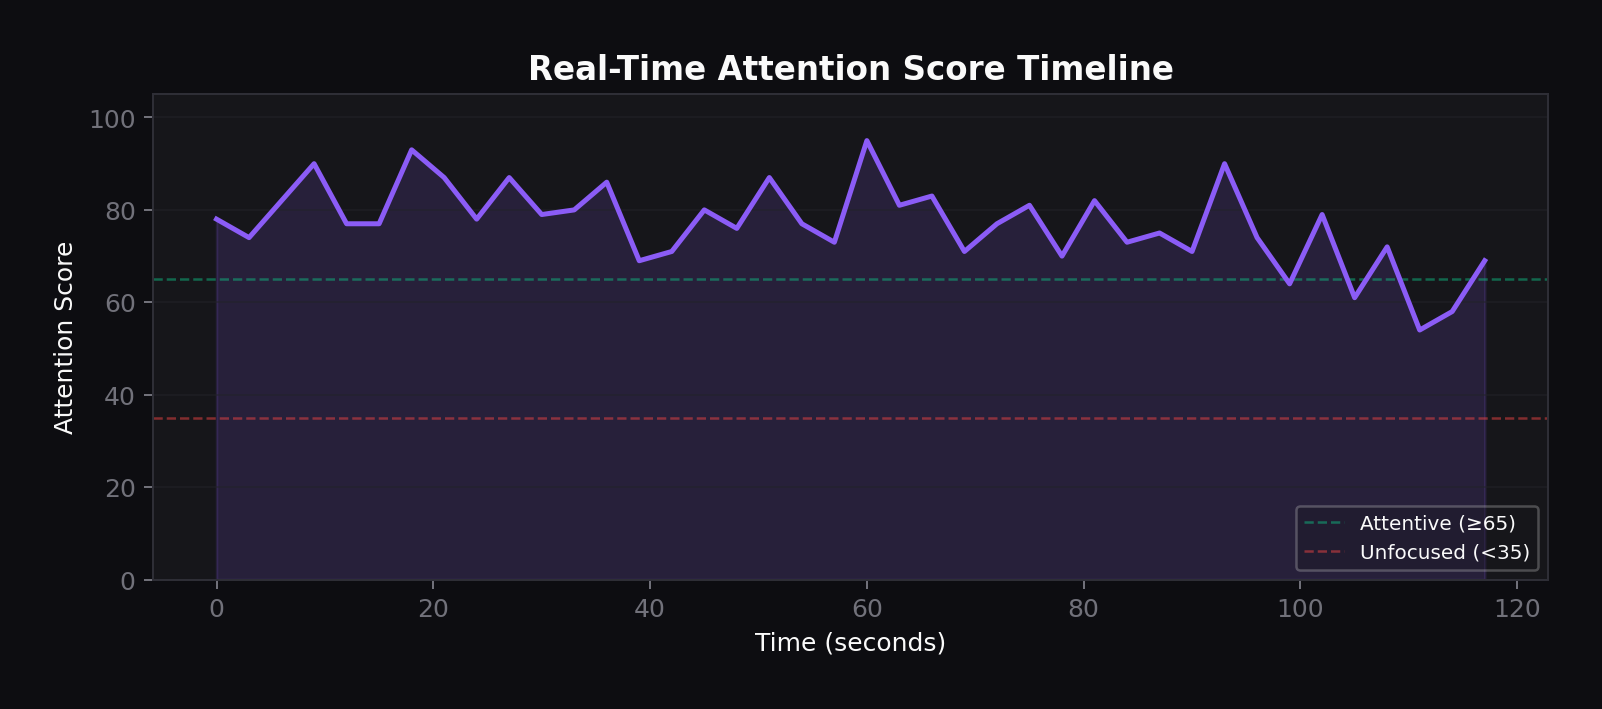 Real-Time Attention Score Timeline
Attention Score
100
80
60
40
20
0
Attentive (≥65)
Unfocused (<35)
0 20 40 60 80 100 120
Time (seconds)